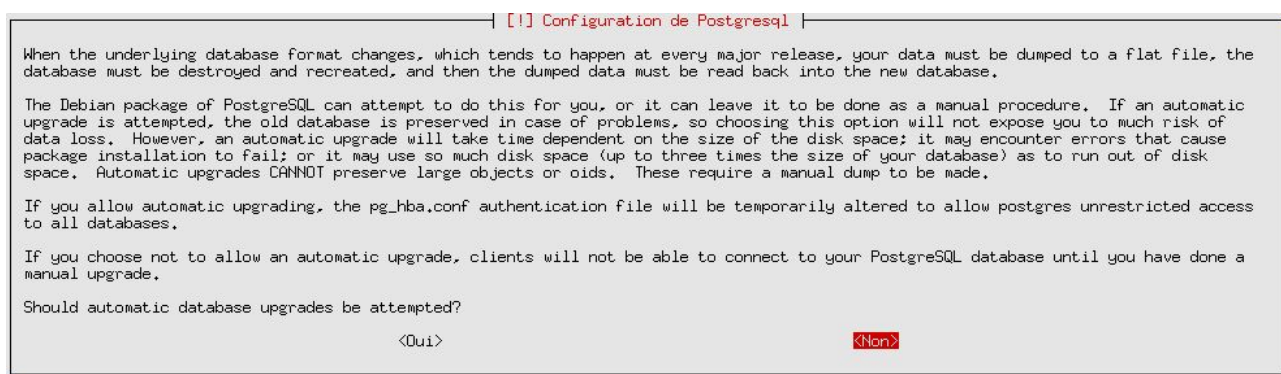 [!] Configuration de Postgresql
When the underlying database format changes, which tends to happen at every major release, your data must be dumped to a flat file, the
database must be destroyed and recreated, and then the dumped data must be read back into the new database.
The Debian package of PostgreSQL can attempt to do this for you, or it can leave it to be done as a manual procedure.  If an automatic
upgrade is attempted, the old database is preserved in case of problems, so choosing this option will not expose you to much risk of
data loss.  However, an automatic upgrade will take time dependent on the size of the disk space; it may encounter errors that cause
package installation to fail; or it may use so much disk space (up to three times the size of your database) as to run out of disk
space.  Automatic upgrades CANNOT preserve large objects or oids.  These require a manual dump to be made.
If you allow automatic upgrading, the pg_hba.conf authentication file will be temporarily altered to allow postgres unrestricted access
to all databases.
If you choose not to allow an automatic upgrade, clients will not be able to connect to your PostgreSQL database until you have done a
manual upgrade.
Should automatic database upgrades be attempted?
<Oui> <Non>